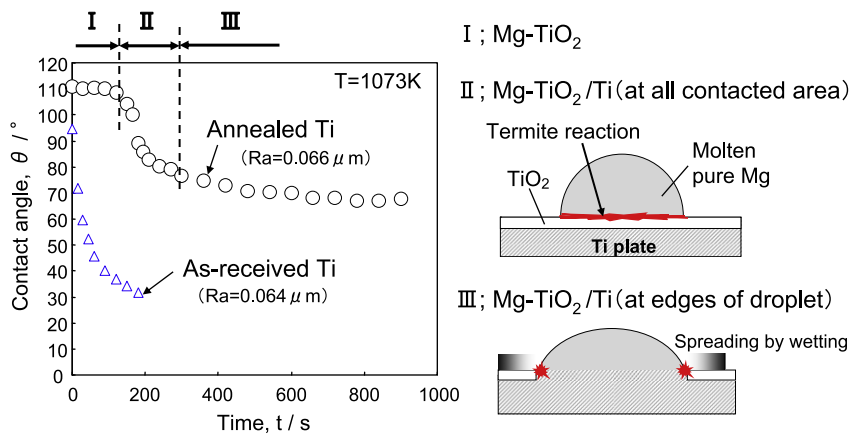 Ⅰ Ⅱ Ⅲ
120
110
100
90
80
70
60
50
40
30
20
10
0
0 200 400 600 800 1000
Contact angle, θ / °
Time, t / s
T=1073K
Annealed Ti
(Ra=0.066 μm)
As-received Ti
(Ra=0.064 μm)
Ⅰ; Mg-TiO₂
Ⅱ; Mg-TiO₂/Ti(at all contacted area)
Termite reaction
Molten
pure Mg
TiO₂
Ti plate
Ⅲ; Mg-TiO₂/Ti(at edges of droplet)
Spreading by wetting